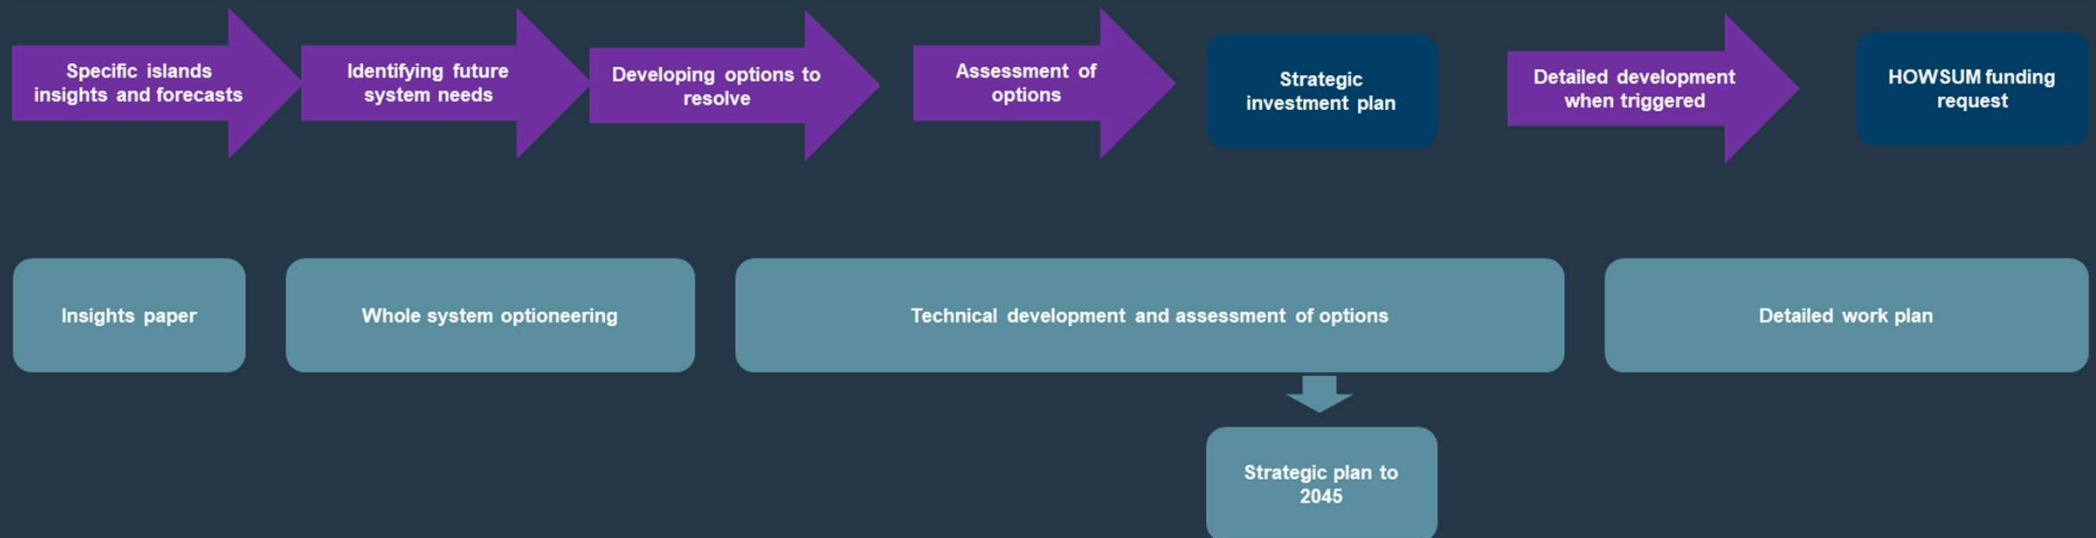 Specific islands
insights and forecasts
Identifying future
system needs
Developing options to
resolve
Assessment of
options
Strategic
investment plan
Detailed development
when triggered
HOWSUM funding
request
Insights paper
Whole system optioneering
Technical development and assessment of options
Detailed work plan
Strategic plan to
2045